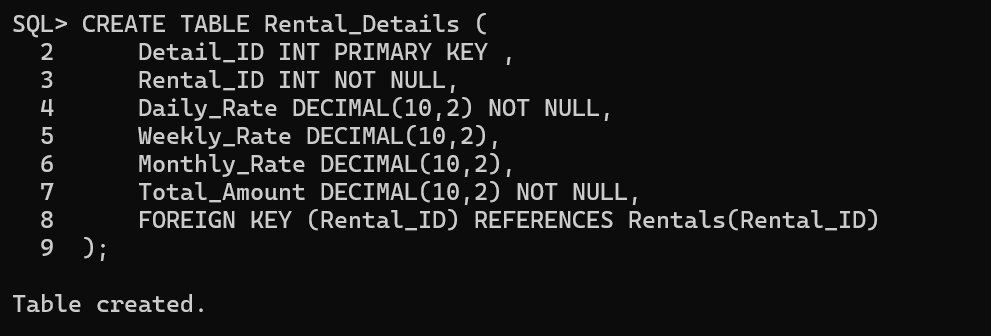 SQL> CREATE TABLE Rental_Details (
  2      Detail_ID INT PRIMARY KEY ,
  3      Rental_ID INT NOT NULL,
  4      Daily_Rate DECIMAL(10,2) NOT NULL,
  5      Weekly_Rate DECIMAL(10,2),
  6      Monthly_Rate DECIMAL(10,2),
  7      Total_Amount DECIMAL(10,2) NOT NULL,
  8      FOREIGN KEY (Rental_ID) REFERENCES Rentals(Rental_ID)
  9  );
Table created.